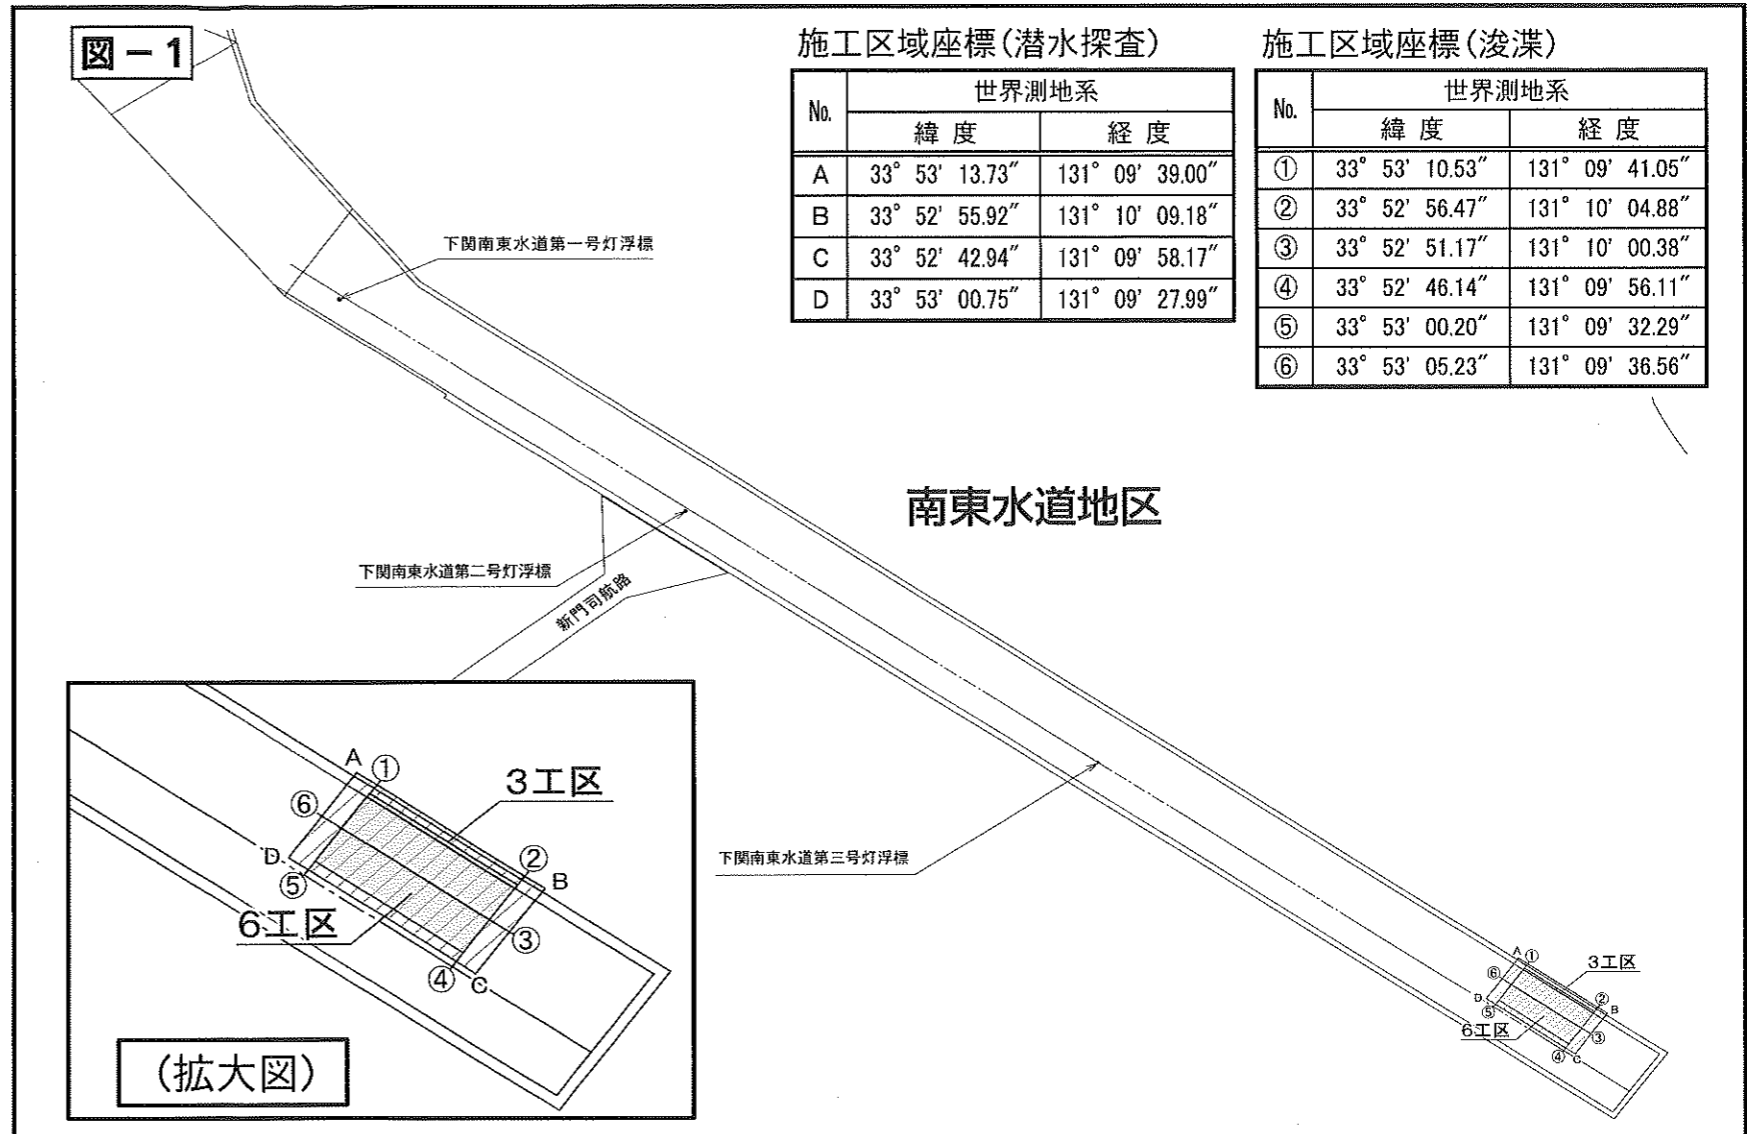 図－1
施工区域座標(潜水探査)
No. 世界測地系
緯度 経度
A 33° 53' 13.73" 131° 09' 39.00"
B 33° 52' 55.92" 131° 10' 09.18"
C 33° 52' 42.94" 131° 09' 58.17"
D 33° 53' 00.75" 131° 09' 27.99"
施工区域座標(浚渫)
No. 世界測地系
緯度 経度
① 33° 53' 10.53" 131° 09' 41.05"
② 33° 52' 56.47" 131° 10' 04.88"
③ 33° 52' 51.17" 131° 10' 00.38"
④ 33° 52' 46.14" 131° 09' 56.11"
⑤ 33° 53' 00.20" 131° 09' 32.29"
⑥ 33° 53' 05.23" 131° 09' 36.56"
下関南東水道第一号灯浮標
南東水道地区
下関南東水道第二号灯浮標
新門司航路
下関南東水道第三号灯浮標
A
①
3工区
⑥
②
D
B
⑤
6工区
③
④
C
(拡大図)
A
①
3工区
⑥
②
D
B
⑤
6工区
③
④
C